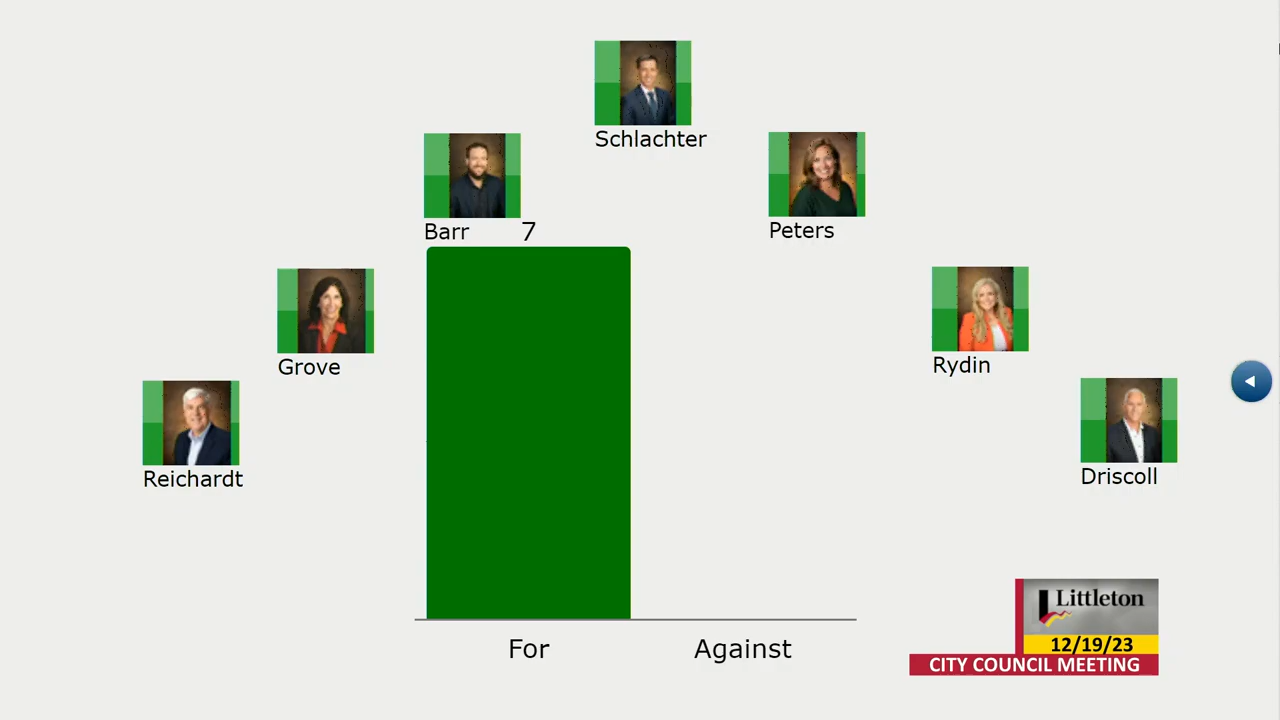 Schlachter
Barr
7
Peters
Grove
Rydin
Reichardt
Driscoll
For
Against
Littleton
12/19/23
CITY COUNCIL MEETING